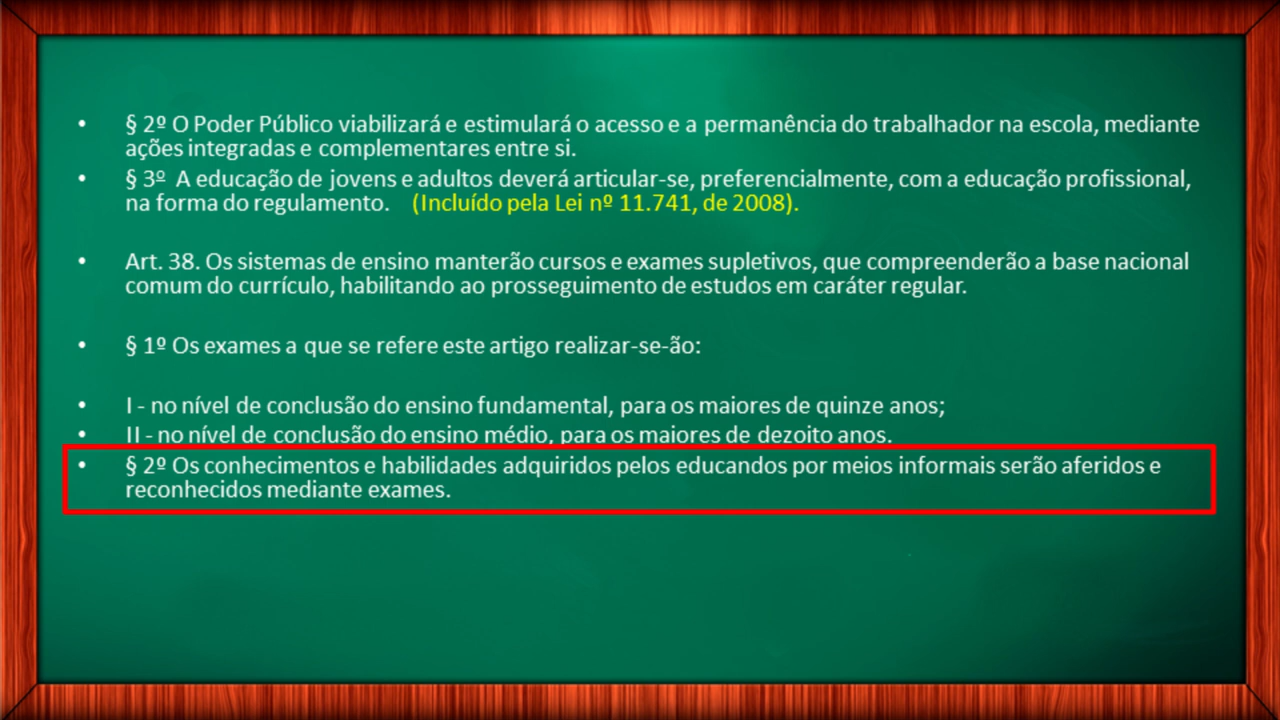 • § 2º O Poder Público viabilizará e estimulará o acesso e a permanência do trabalhador na escola, mediante
ações integradas e complementares entre si.
• § 3º A educação de jovens e adultos deverá articular-se, preferencialmente, com a educação profissional,
na forma do regulamento. (Incluído pela Lei nº 11.741, de 2008).
• Art. 38. Os sistemas de ensino manterão cursos e exames supletivos, que compreenderão a base nacional
comum do currículo, habilitando ao prosseguimento de estudos em caráter regular.
• § 1º Os exames a que se refere este artigo realizar-se-ão:
• I - no nível de conclusão do ensino fundamental, para os maiores de quinze anos;
• II - no nível de conclusão do ensino médio, para os maiores de dezoito anos.
• § 2º Os conhecimentos e habilidades adquiridos pelos educandos por meios informais serão aferidos e
reconhecidos mediante exames.